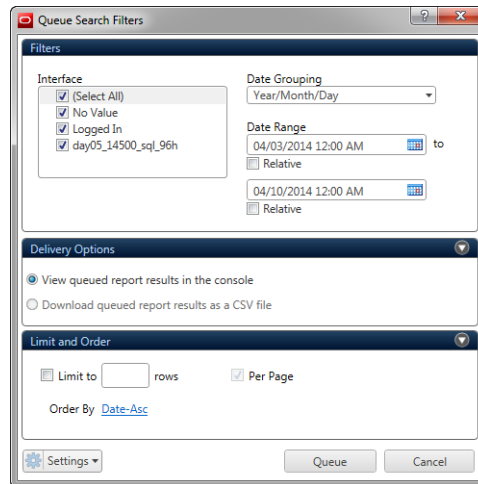 Queue Search Filters
Filters
Interface
(Select All)
No Value
Logged In
day05_14500_sql_96h
Date Grouping
Year/Month/Day
Date Range
04/03/2014 12:00 AM to
Relative
04/10/2014 12:00 AM
Relative
Delivery Options
View queued report results in the console
Download queued report results as a CSV file
Limit and Order
Limit to rows Per Page
Order By Date-Asc
Settings Queue Cancel